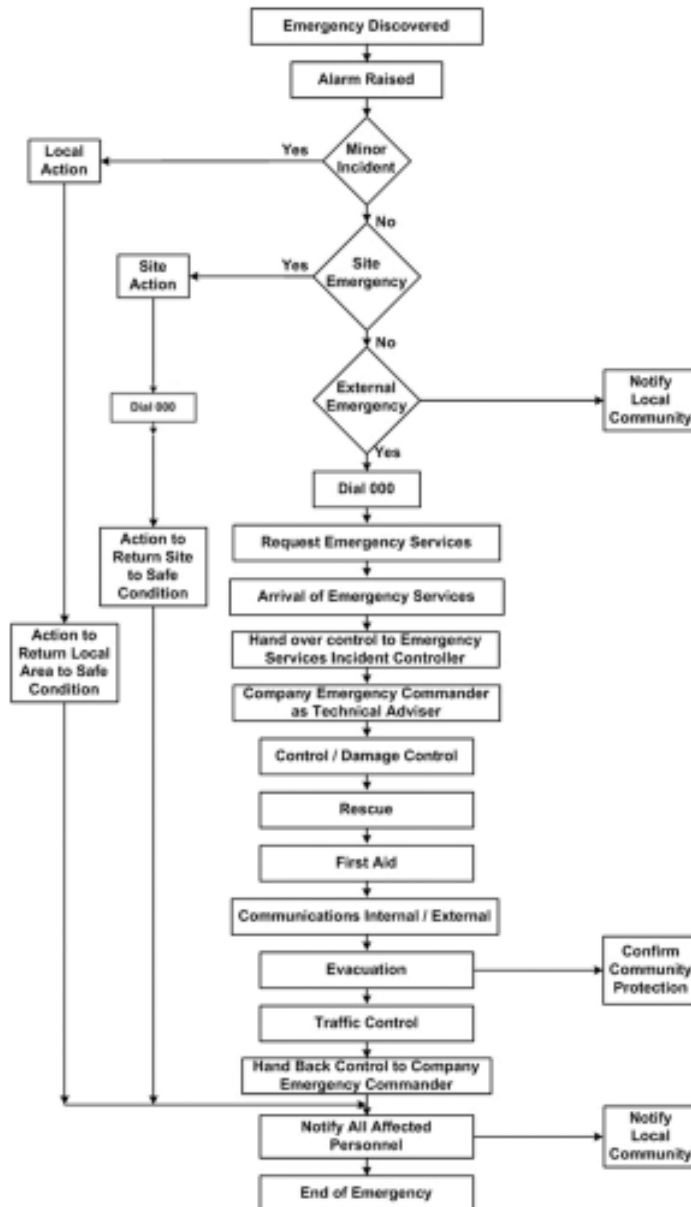 Emergency Discovered
Alarm Raised
Local
Action
Yes
Minor
Incident
No
Site
Action
Yes
Site
Emergency
No
Dial 000
External
Emergency
Notify
Local
Community
Yes
Dial 000
Action to
Return Site
to Safe
Condition
Request Emergency Services
Arrival of Emergency Services
Action to
Return Local
Area to Safe
Condition
Hand over control to Emergency
Services Incident Controller
Company Emergency Commander
as Technical Adviser
Control / Damage Control
Rescue
First Aid
Communications Internal / External
Evacuation
Confirm
Community
Protection
Traffic Control
Hand Back Control to Company
Emergency Commander
Notify All Affected
Personnel
Notify
Local
Community
End of Emergency